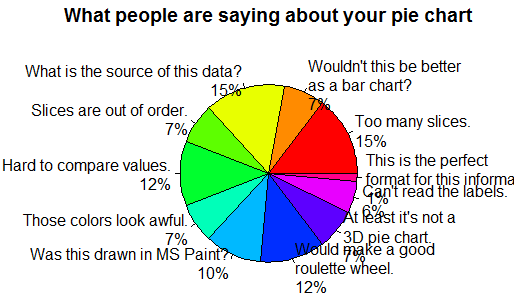 What people are saying about your pie chart
What is the source of this data?
15%
Wouldn't this be better
as a bar chart?
7%
Slices are out of order.
7%
Too many slices.
15%
Hard to compare values.
12%
This is the perfect
format for this informa
1%
Can't read the labels.
6%
Those colors look awful.
7%
At least it's not a
3D pie chart.
7%
Was this drawn in MS Paint?
10%
Would make a good
roulette wheel.
12%